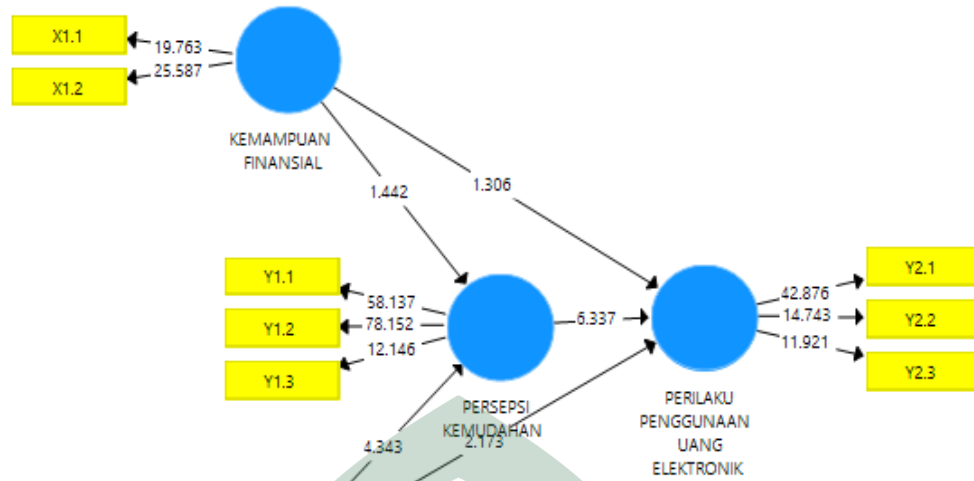 X1.1
19.763
25.587
X1.2
KEMAMPUAN
FINANSIAL
1.442
1.306
Y1.1
58.137
Y1.2
78.152
12.146
Y1.3
6.337
42.876
Y2.1
14.743
Y2.2
11.921
Y2.3
PERSEPSI
KEMUDAHAN
PERILAKU
PENGGUNAAN
UANG
ELEKTRONIK
4.343
2.173